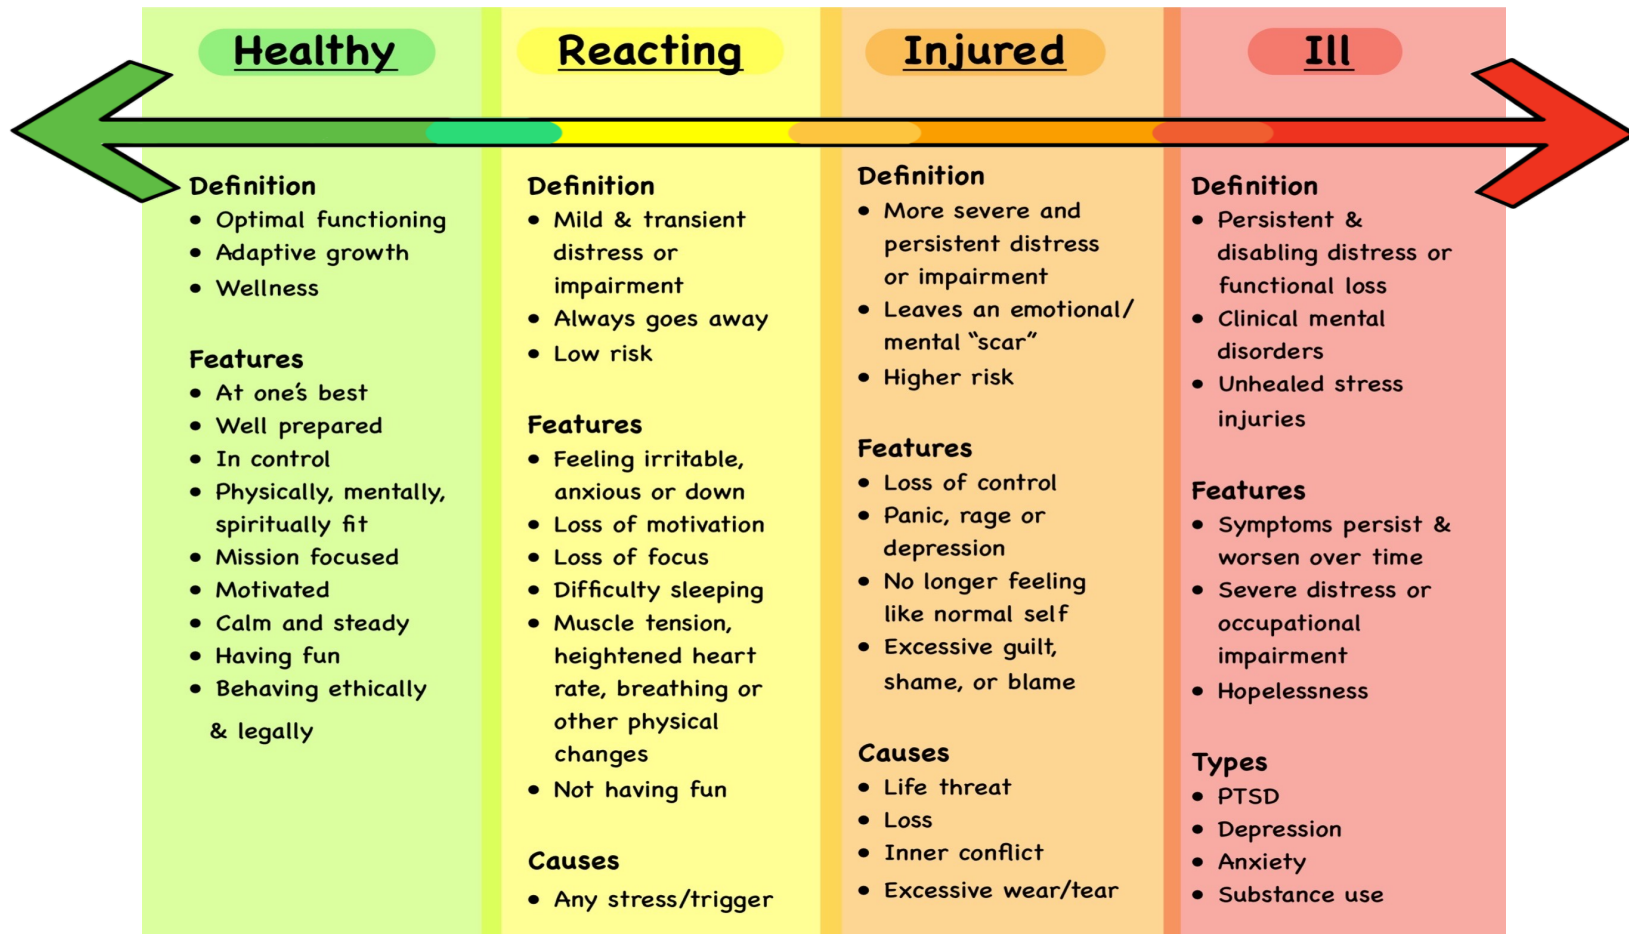 Healthy
Definition
• Optimal functioning
• Adaptive growth
• Wellness
Features
• At one's best
• Well prepared
• In control
• Physically, mentally,
spiritually fit
• Mission focused
• Motivated
• Calm and steady
• Having fun
• Behaving ethically
& legally
Reacting
Definition
• Mild & transient
distress or
impairment
• Always goes away
• Low risk
Features
• Feeling irritable,
anxious or down
• Loss of motivation
• Loss of focus
• Difficulty sleeping
• Muscle tension,
heightened heart
rate, breathing or
other physical
changes
• Not having fun
Causes
• Any stress/trigger
Injured
Definition
• More severe and
persistent distress
or impairment
• Leaves an emotional/
mental “scar”
• Higher risk
Features
• Loss of control
• Panic, rage or
depression
• No longer feeling
like normal self
• Excessive guilt,
shame, or blame
Causes
• Life threat
• Loss
• Inner conflict
• Excessive wear/tear
Ill
Definition
• Persistent &
disabling distress or
functional loss
• Clinical mental
disorders
• Unhealed stress
injuries
Features
• Symptoms persist &
worsen over time
• Severe distress or
occupational
impairment
• Hopelessness
Types
• PTSD
• Depression
• Anxiety
• Substance use